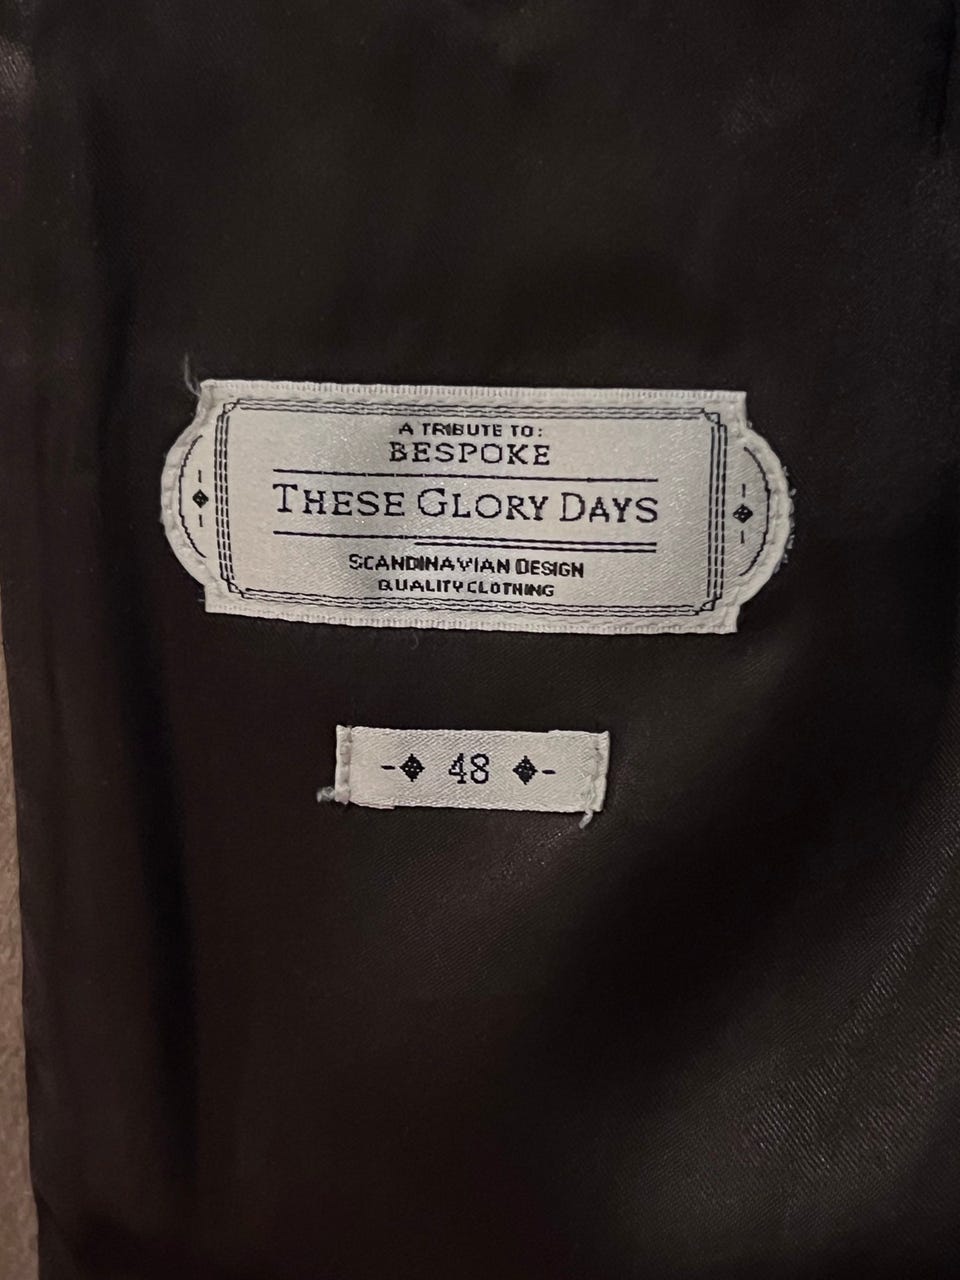 A TRIBUTE TO:
BESPOKE
THESE GLORY DAYS
SCANDINAVIAN DESIGN
QUALITY CLOTHING
48